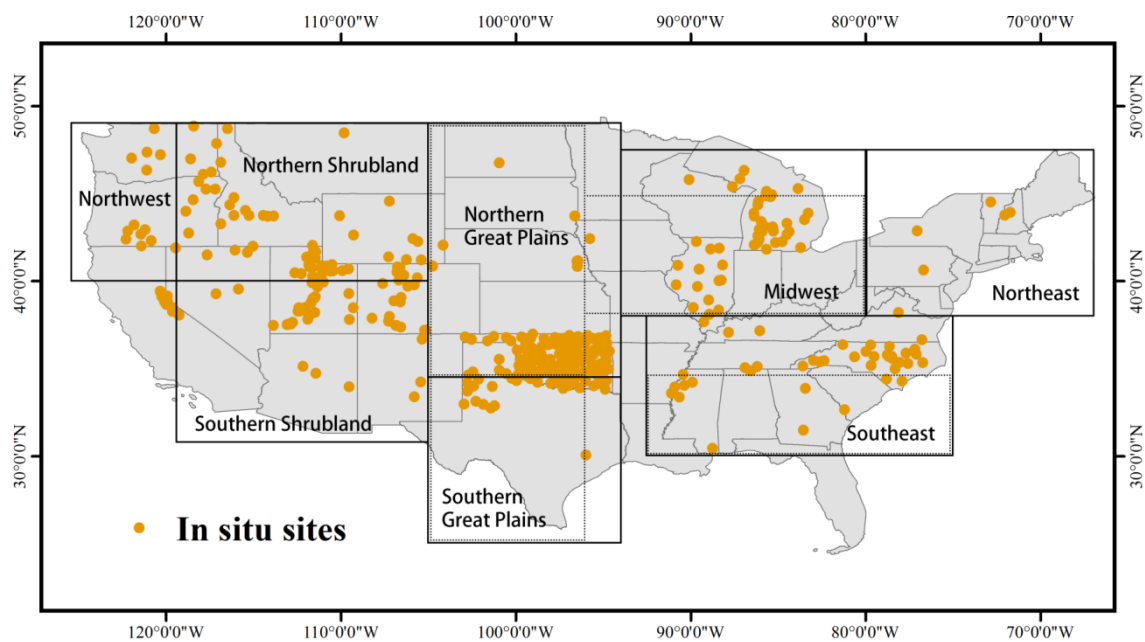 120°0'0"W 110°0'0"W 100°0'0"W 90°0'0"W 80°0'0"W 70°0'0"W
50°0'0"N
50°0'0"N
Northern Shrubland
Northwest
Northern
Great Plains
40°0'0"N
Midwest
Northeast
40°0'0"N
Southern Shrubland
Southeast
30°0'0"N
30°0'0"N
Southern
Great Plains
In situ sites
120°0'0"W 110°0'0"W 100°0'0"W 90°0'0"W 80°0'0"W 70°0'0"W